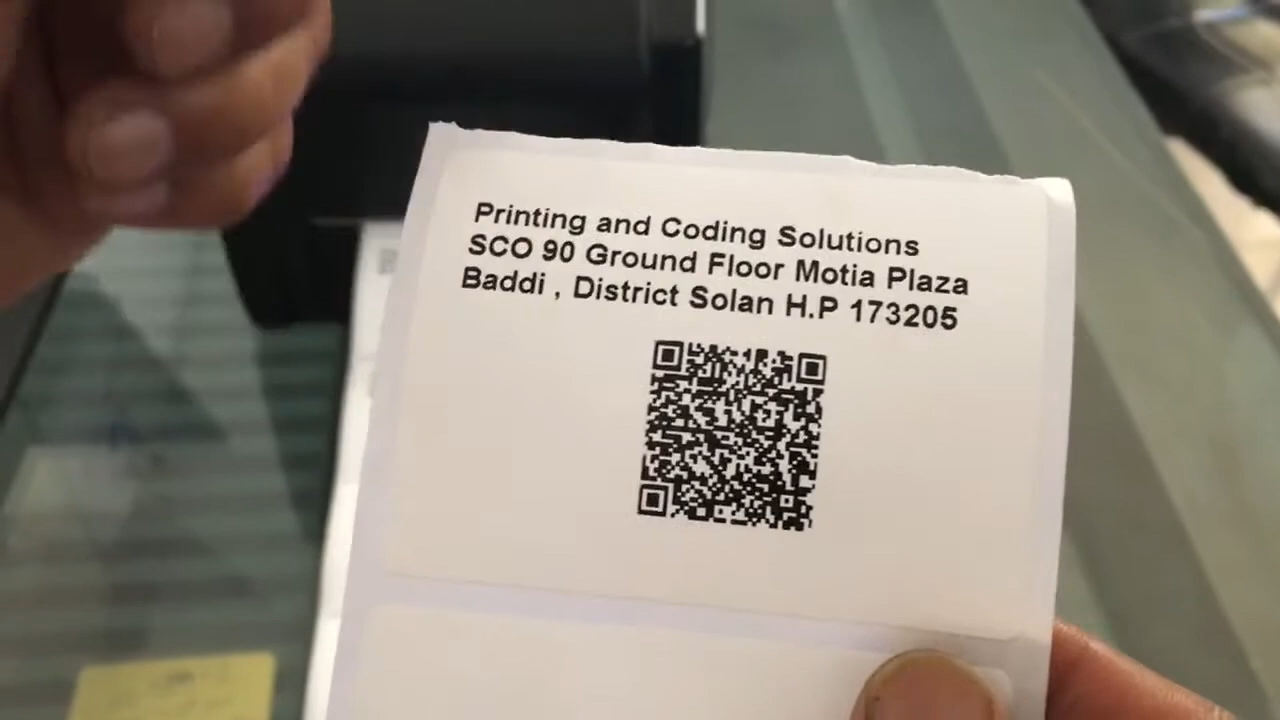 Printing and Coding Solutions
SCO 90 Ground Floor Motia Plaza
Baddi , District Solan H.P 173205